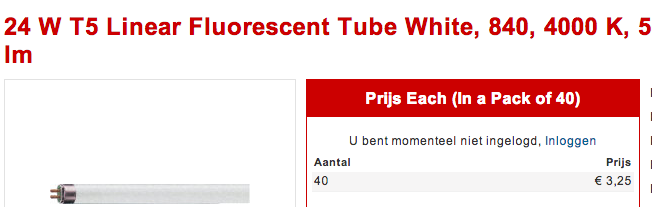 24 W T5 Linear Fluorescent Tube White, 840, 4000 K, 5
lm
Prijs Each (In a Pack of 40)
U bent momenteel niet ingelogd, Inloggen
Aantal Prijs
40 € 3,25